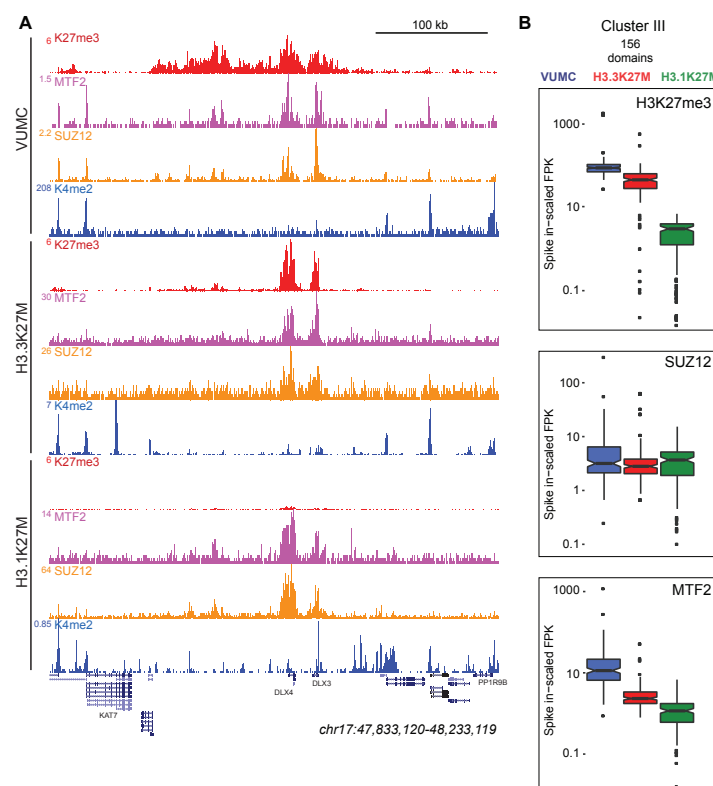 A
100 kb
VUMC
6 K27me3
1.5 MTF2
2.2 SUZ12
208 K4me2
H3.3K27M
6 K27me3
30 MTF2
26 SUZ12
7 K4me2
H3.1K27M
6 K27me3
14 MTF2
64 SUZ12
0.85 K4me2
KAT7
DLX4
DLX3
PP1R9B
chr17:47,833,120-48,233,119
B
Cluster III
156
domains
VUMC H3.3K27M H3.1K27M
H3K27me3
Spike in−scaled FPK
1000
10
0.1
SUZ12
Spike in−scaled FPK
100
10
1
0.1
MTF2
Spike in−scaled FPK
1000
10
0.1